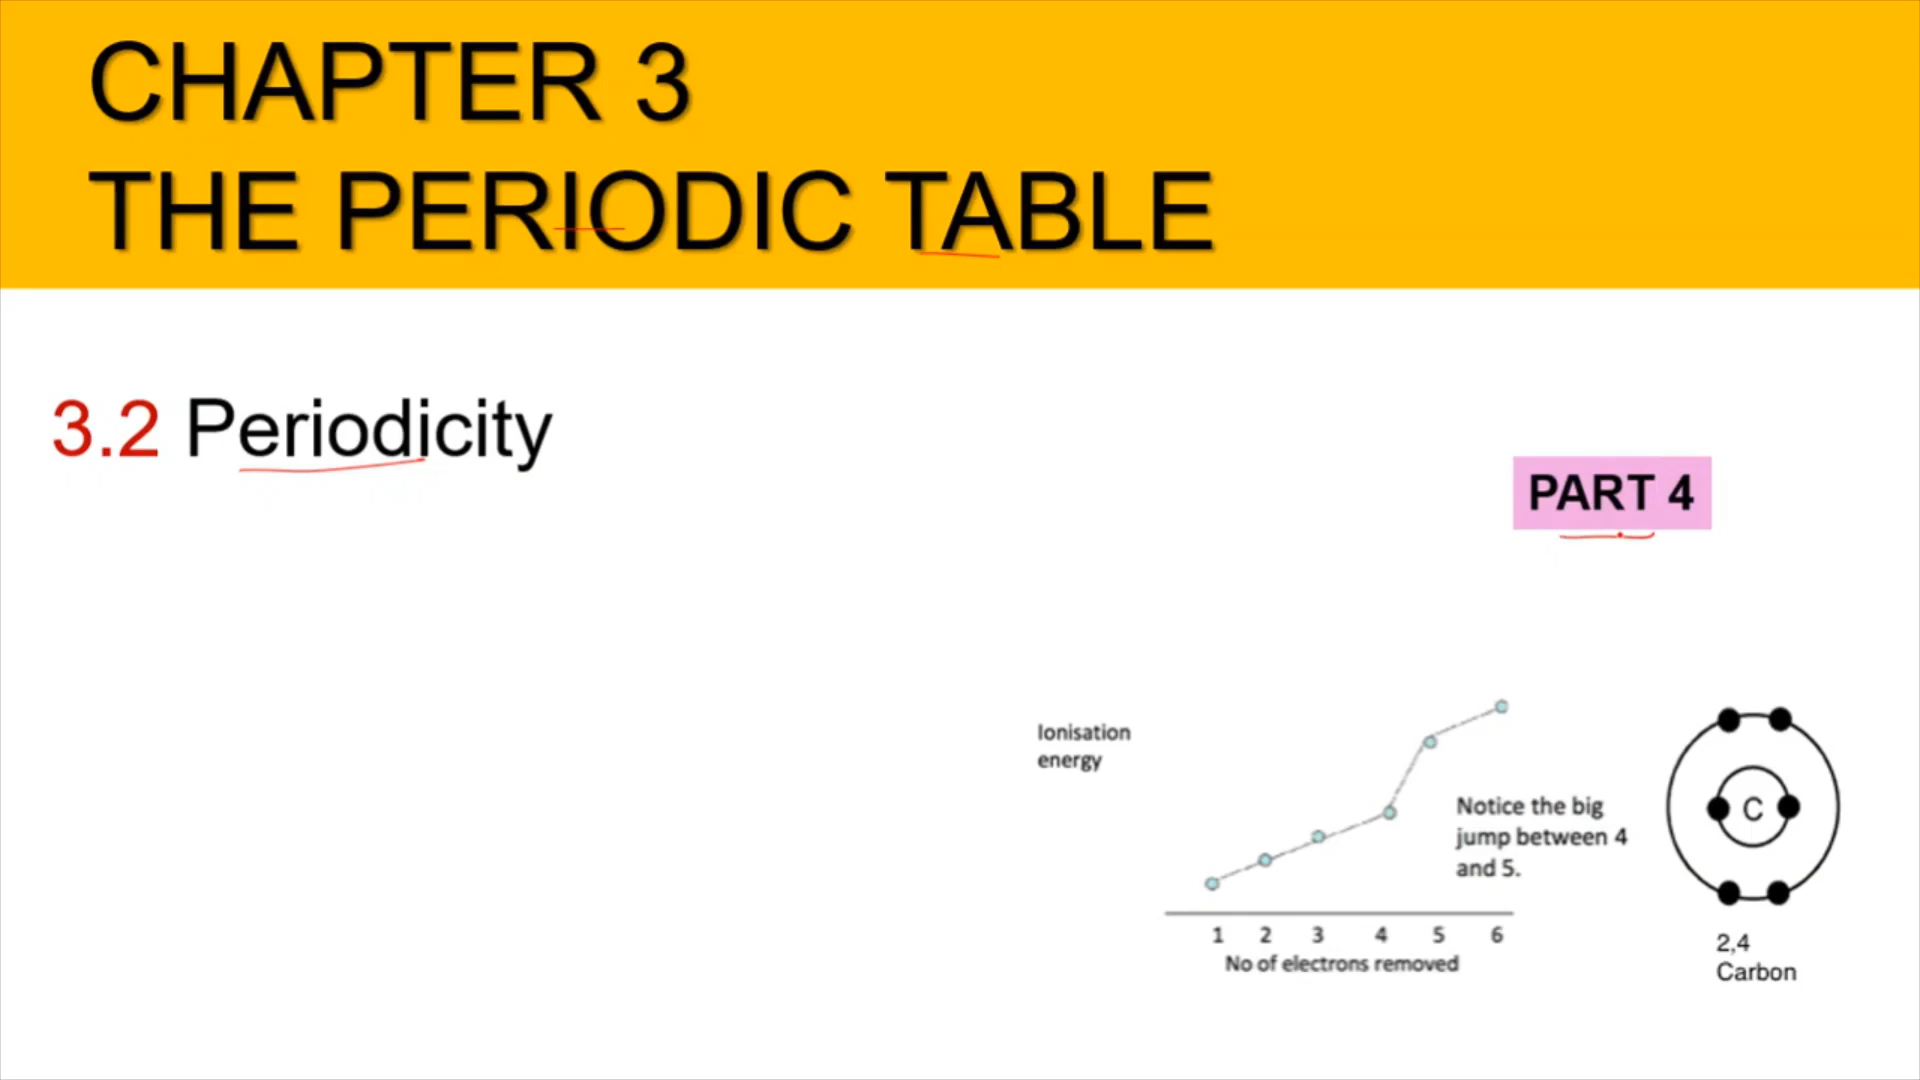 CHAPTER 3
THE PERIODIC TABLE
3.2 Periodicity
PART 4
Ionisation
energy
Notice the big
jump between 4
and 5.
1 2 3 4 5 6
No of electrons removed
C
2,4
Carbon